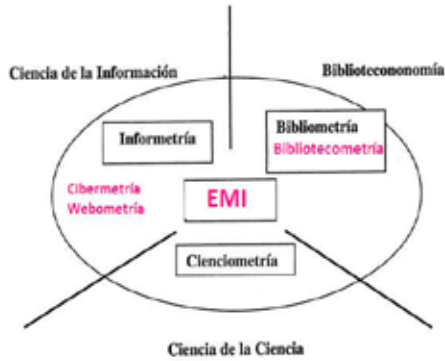 Ciencia de la Información
Bibliotecononomía
Informetría
Bibliometría
Bibliotecometría
Cibermetría
Webometría
EMI
Cienciometría
Ciencia de la Ciencia